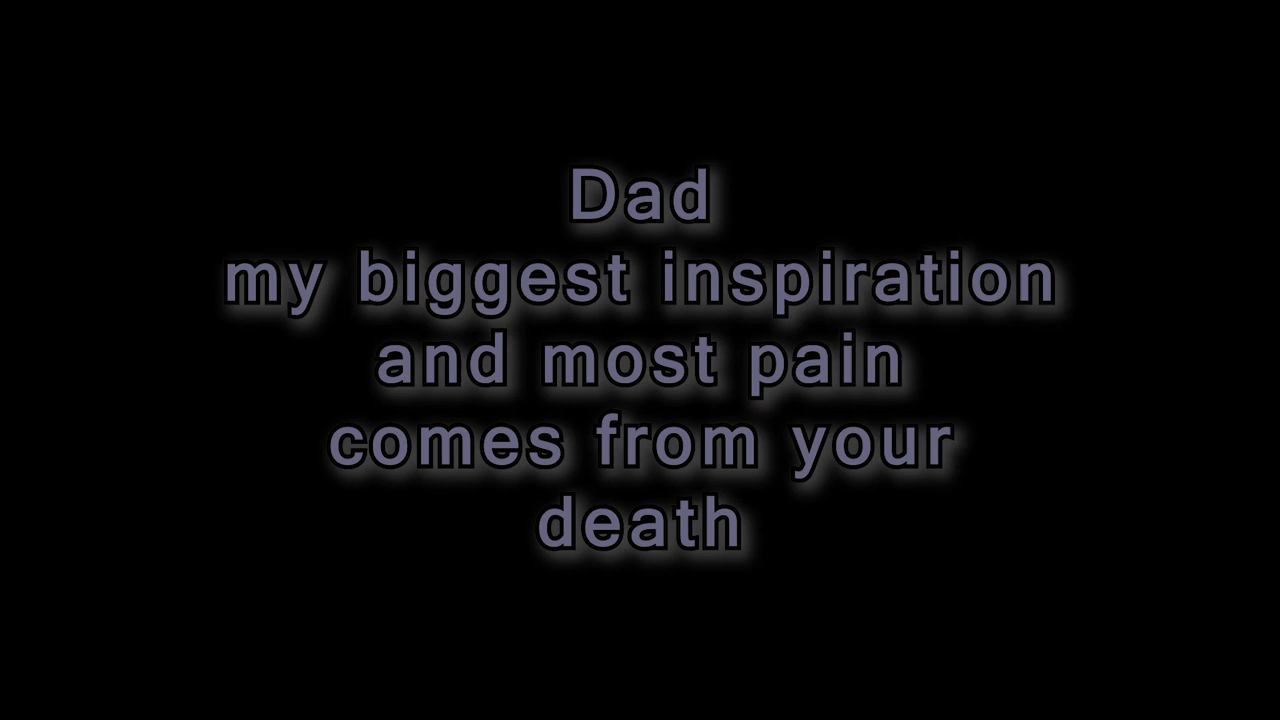 Dad
my biggest inspiration
and most pain
comes from your
death